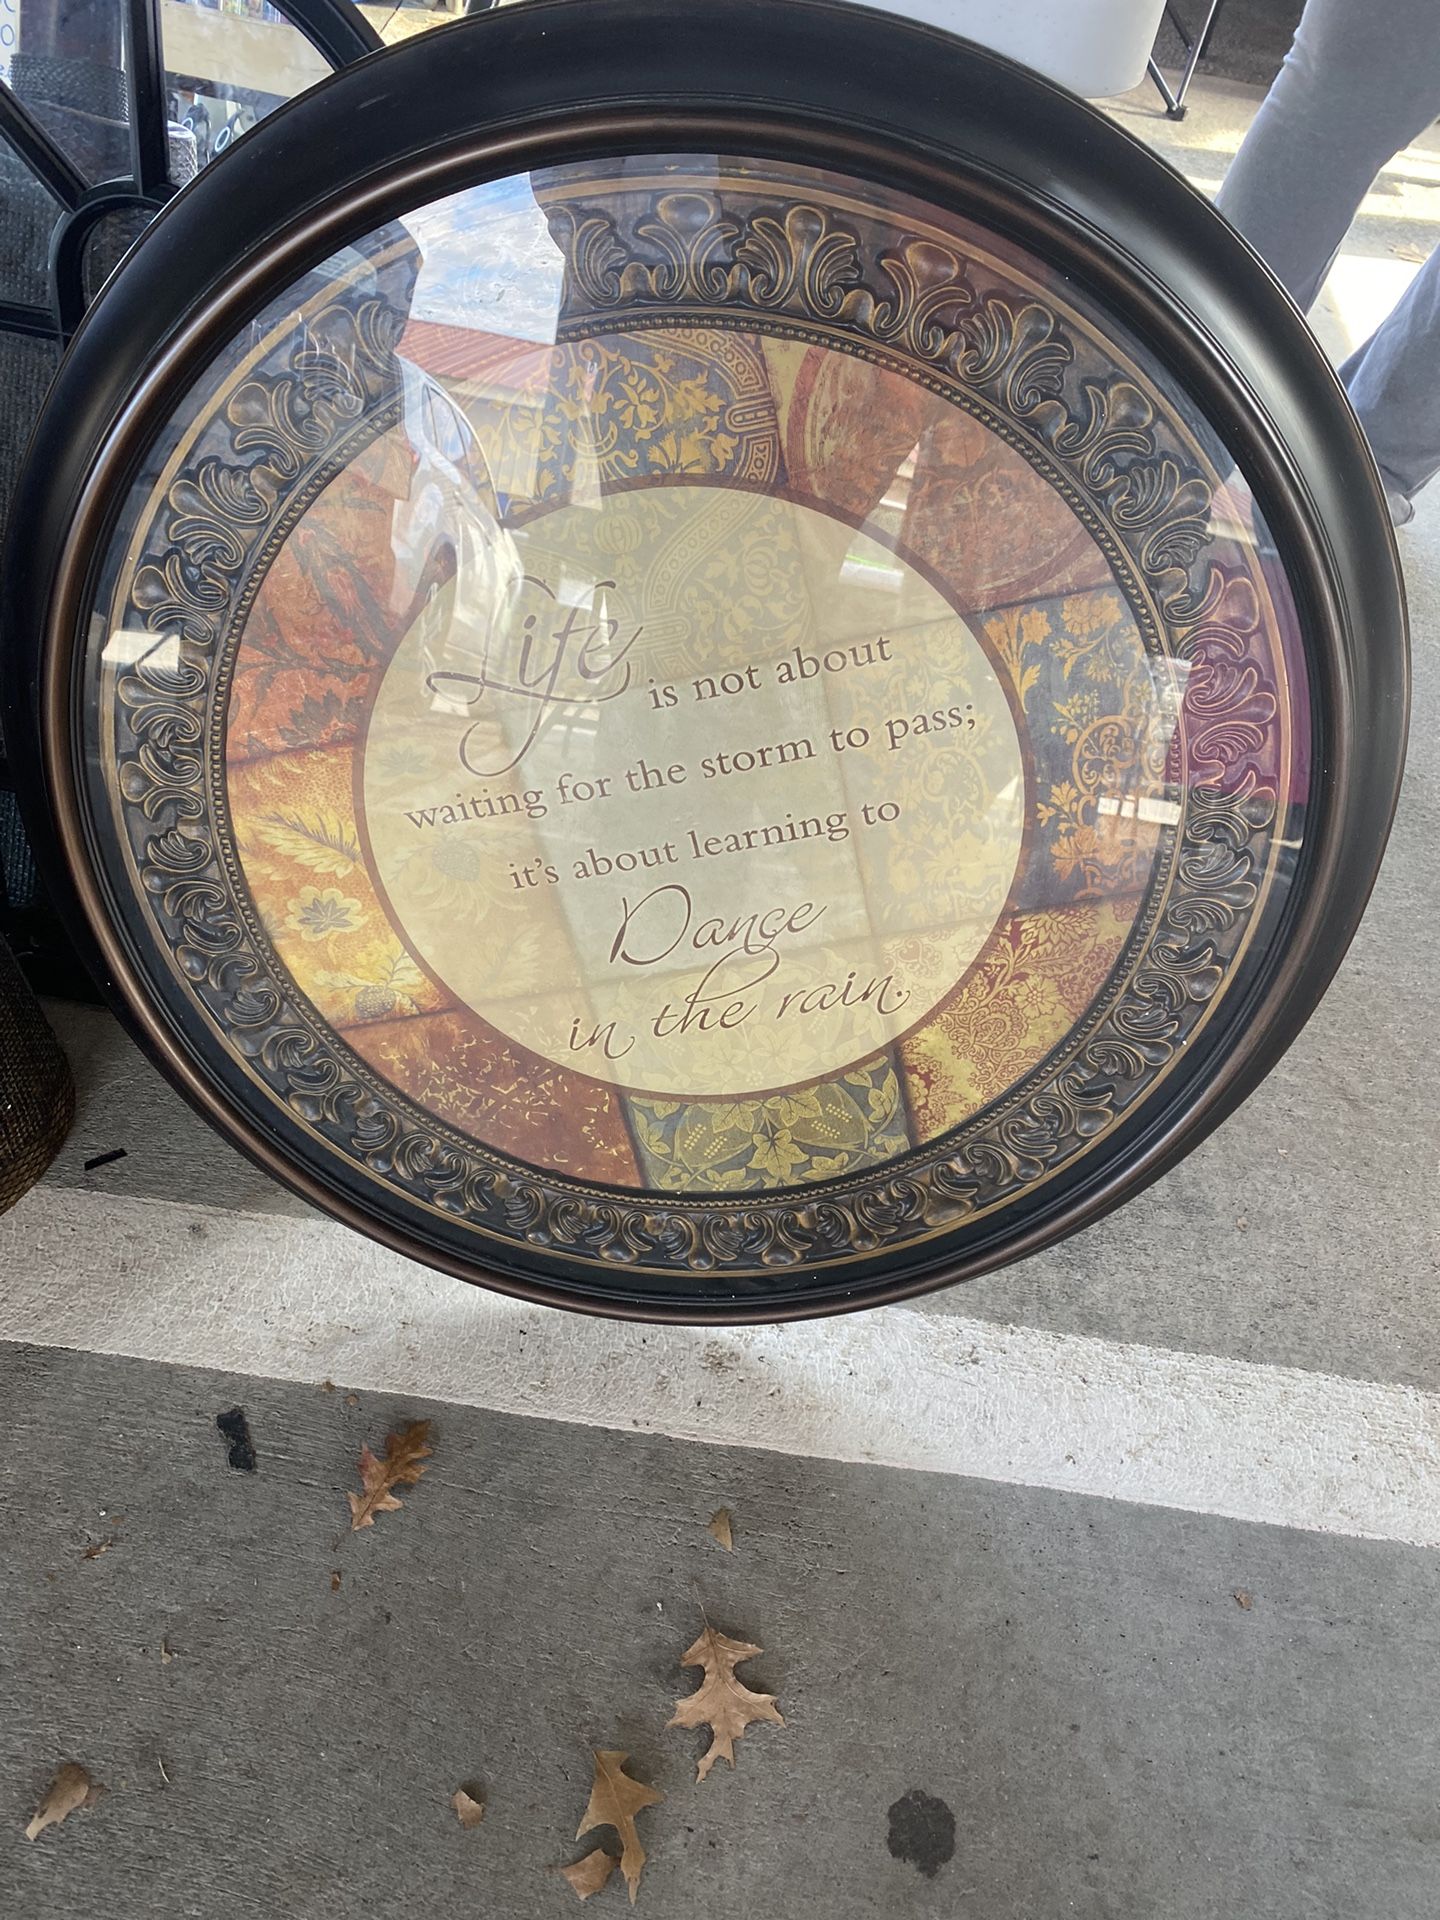 Life is not about
waiting for the storm to pass;
it's about learning to
Dance
in the rain.